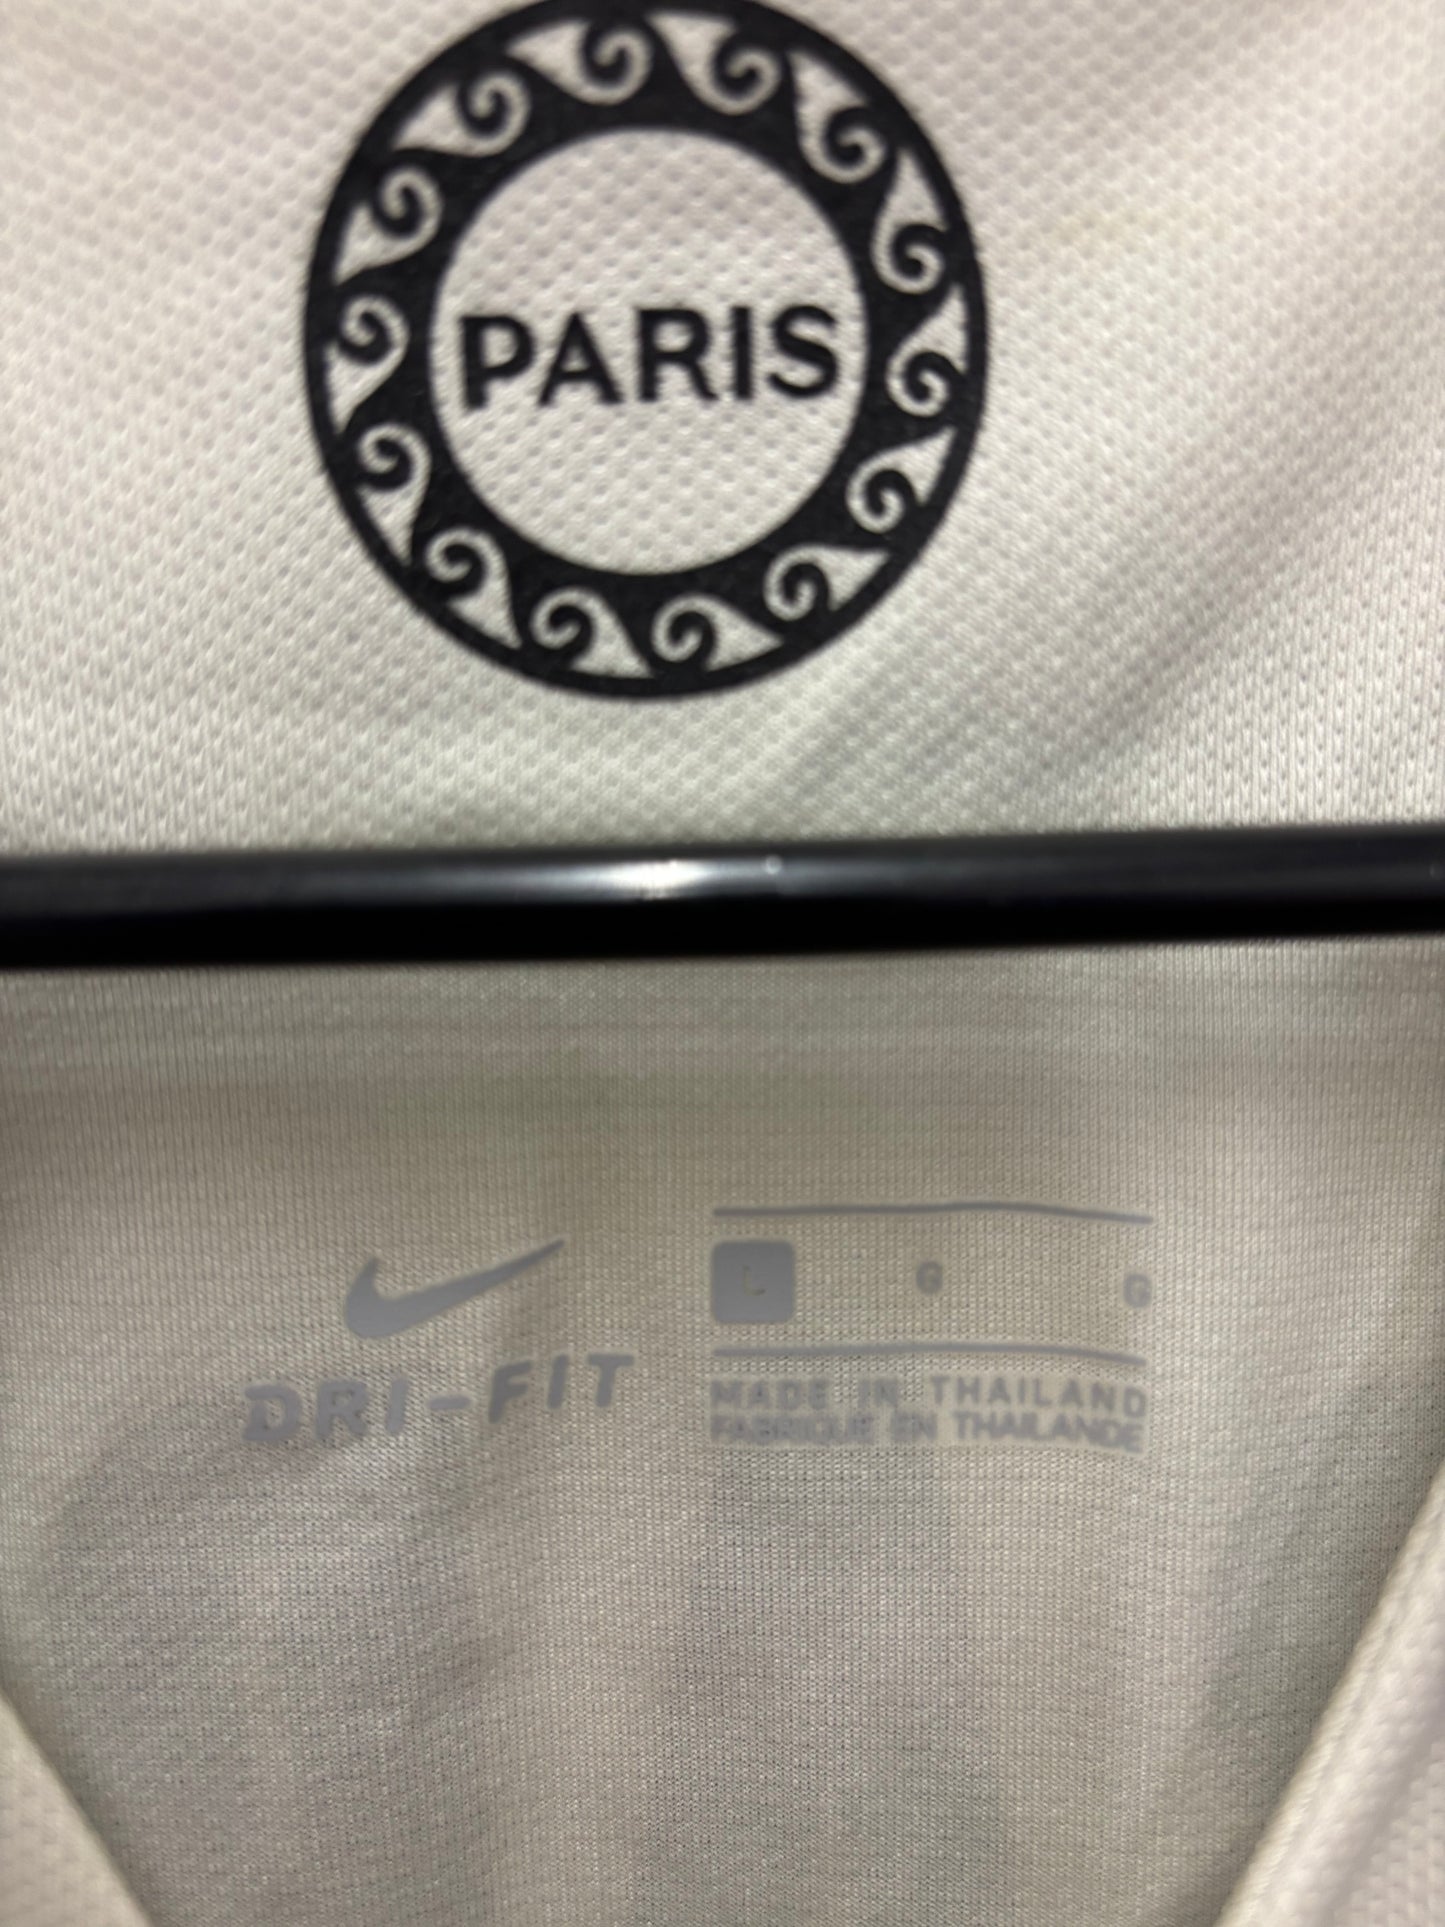 PARIS
L G G
DRI-FIT
MADE IN THAILAND
FABRIQUÉ EN THAILANDE